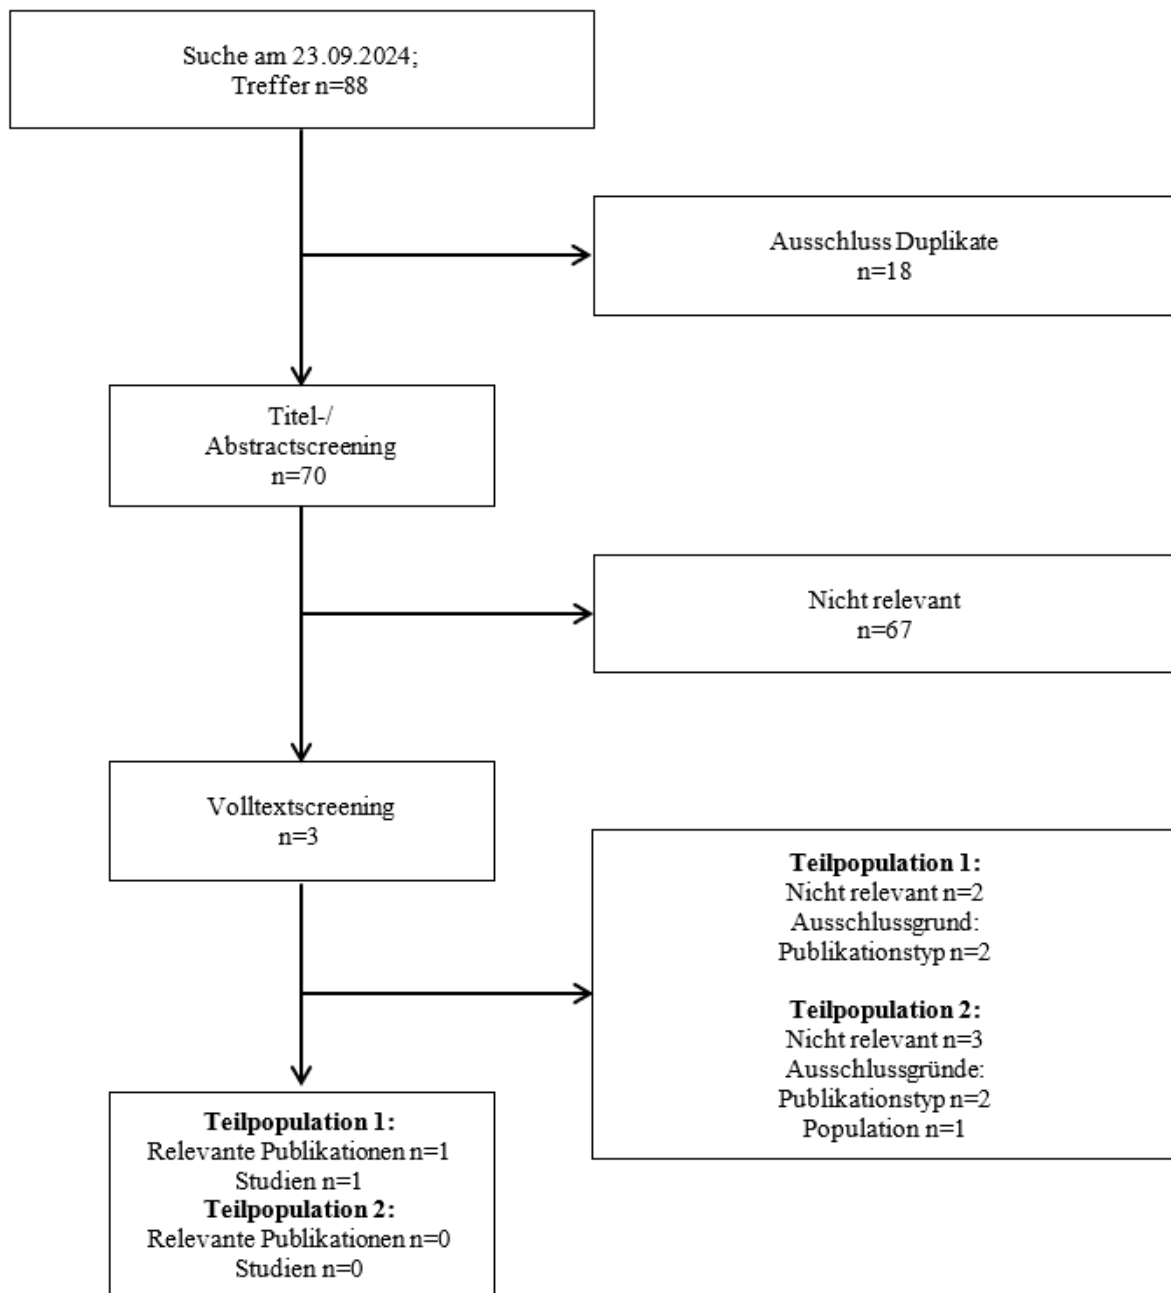 Suche am 23.09.2024;
Treffer n=88
Ausschluss Duplikate
n=18
Titel-/
Abstractscreening
n=70
Nicht relevant
n=67
Volltextscreening
n=3
Teilpopulation 1:
Nicht relevant n=2
Ausschlussgrund:
Publikationstyp n=2
Teilpopulation 2:
Nicht relevant n=3
Ausschlussgründe:
Publikationstyp n=2
Population n=1
Teilpopulation 1:
Relevante Publikationen n=1
Studien n=1
Teilpopulation 2:
Relevante Publikationen n=0
Studien n=0